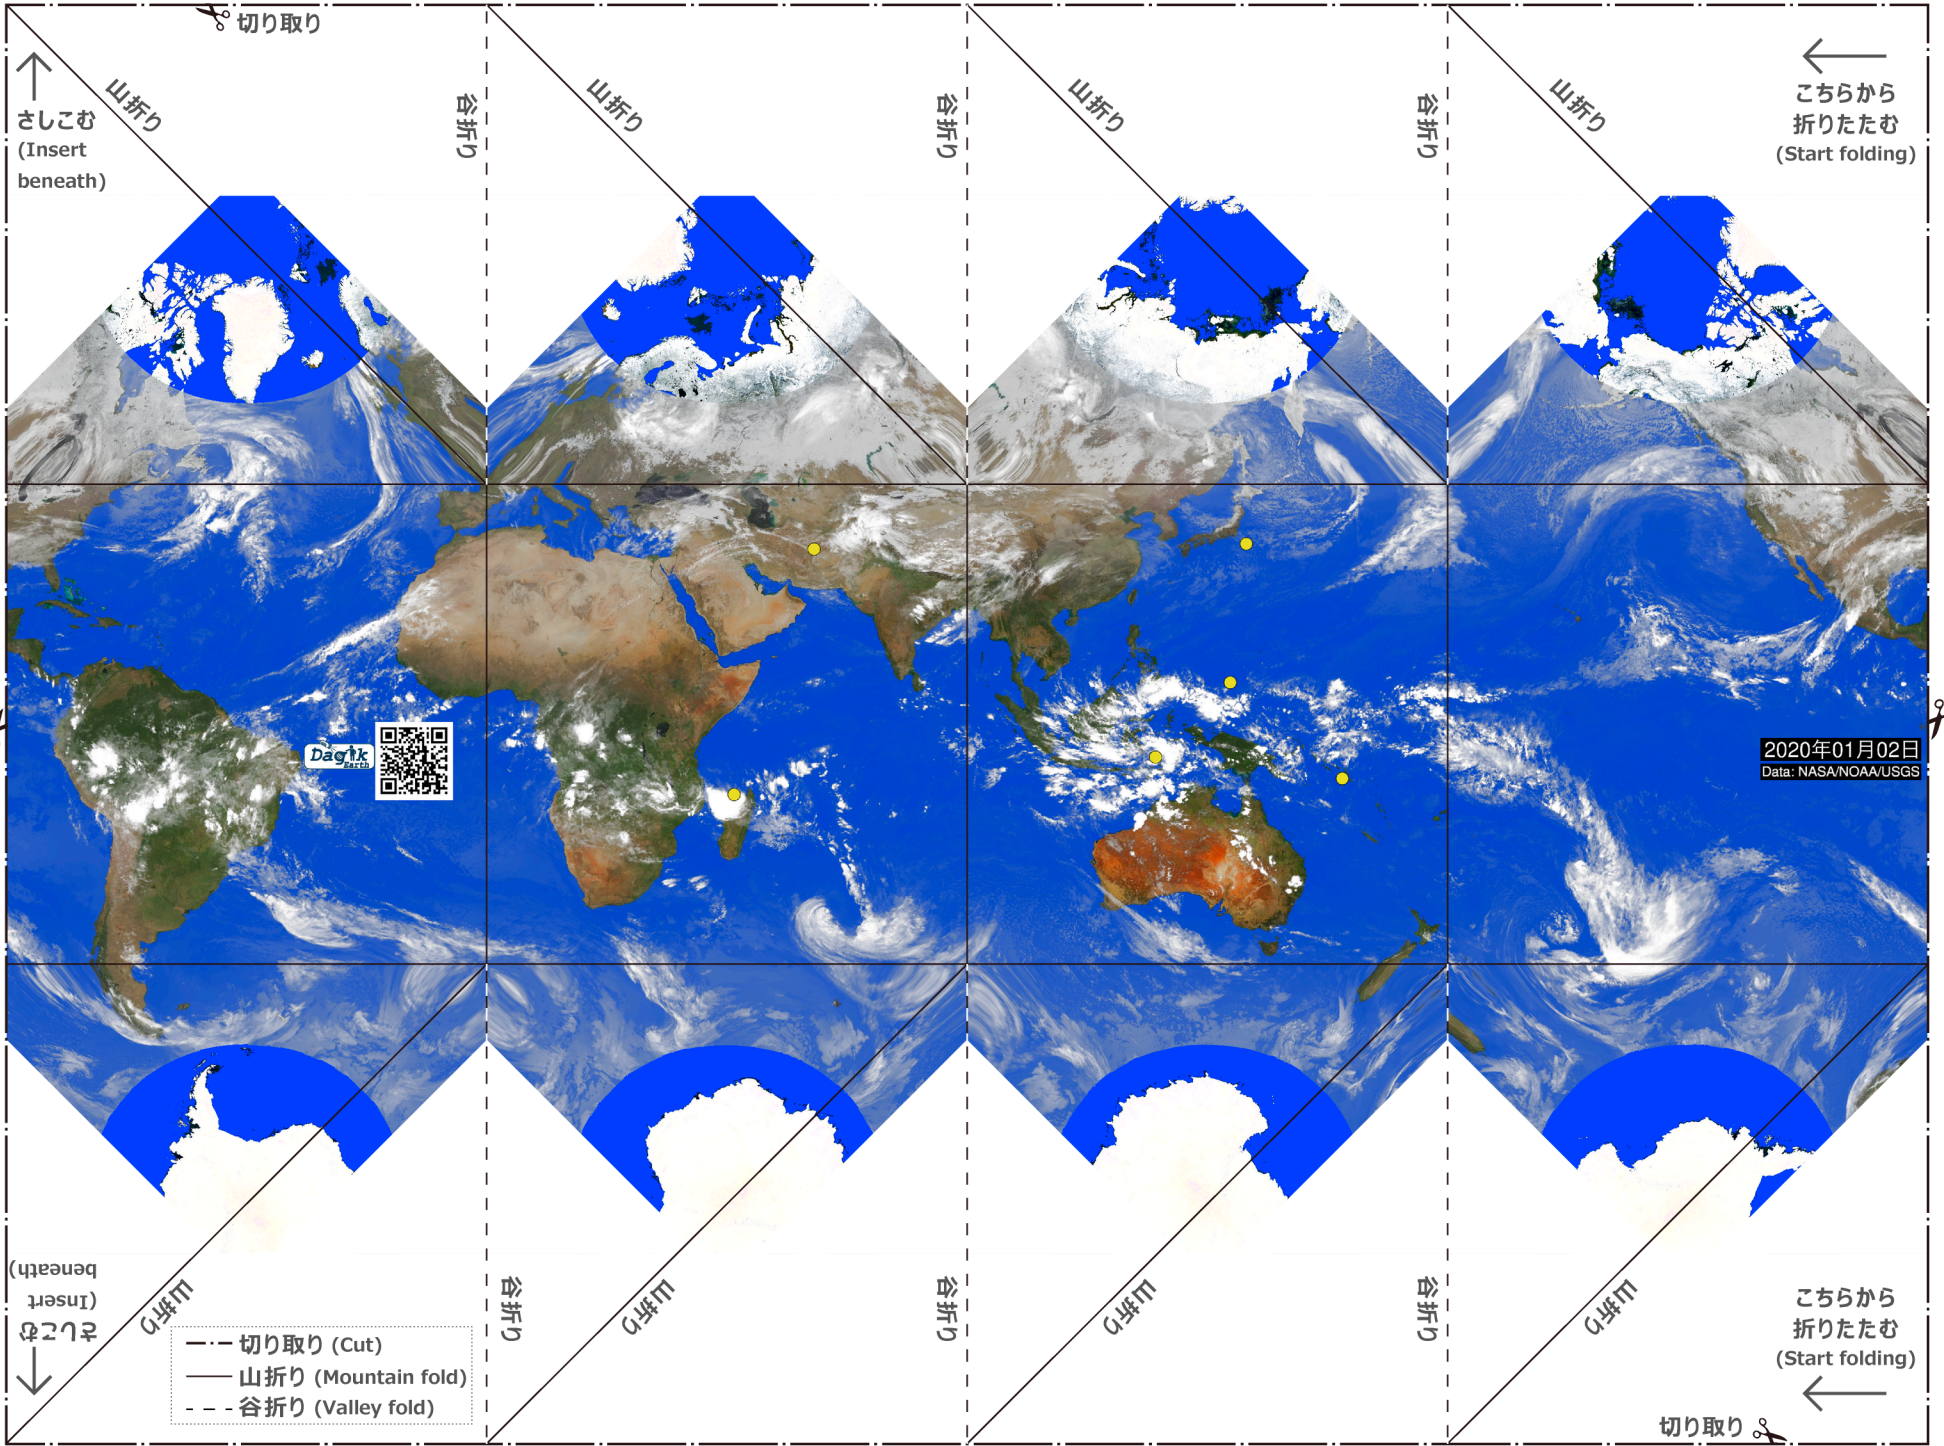 切り取り
山折り
谷折り
山折り
谷折り
山折り
谷折り
山折り
さしこむ
(Insert
beneath)
こちらから
折りたたむ
(Start folding)
Dagik
Earth
2020年01月02日
Data: NASA/NOAA/USGS
さしこむ
(Insert
beneath)
山折り
谷折り
山折り
谷折り
山折り
谷折り
山折り
こちらから
折りたたむ
(Start folding)
切り取り (Cut)
山折り (Mountain fold)
谷折り (Valley fold)
切り取り